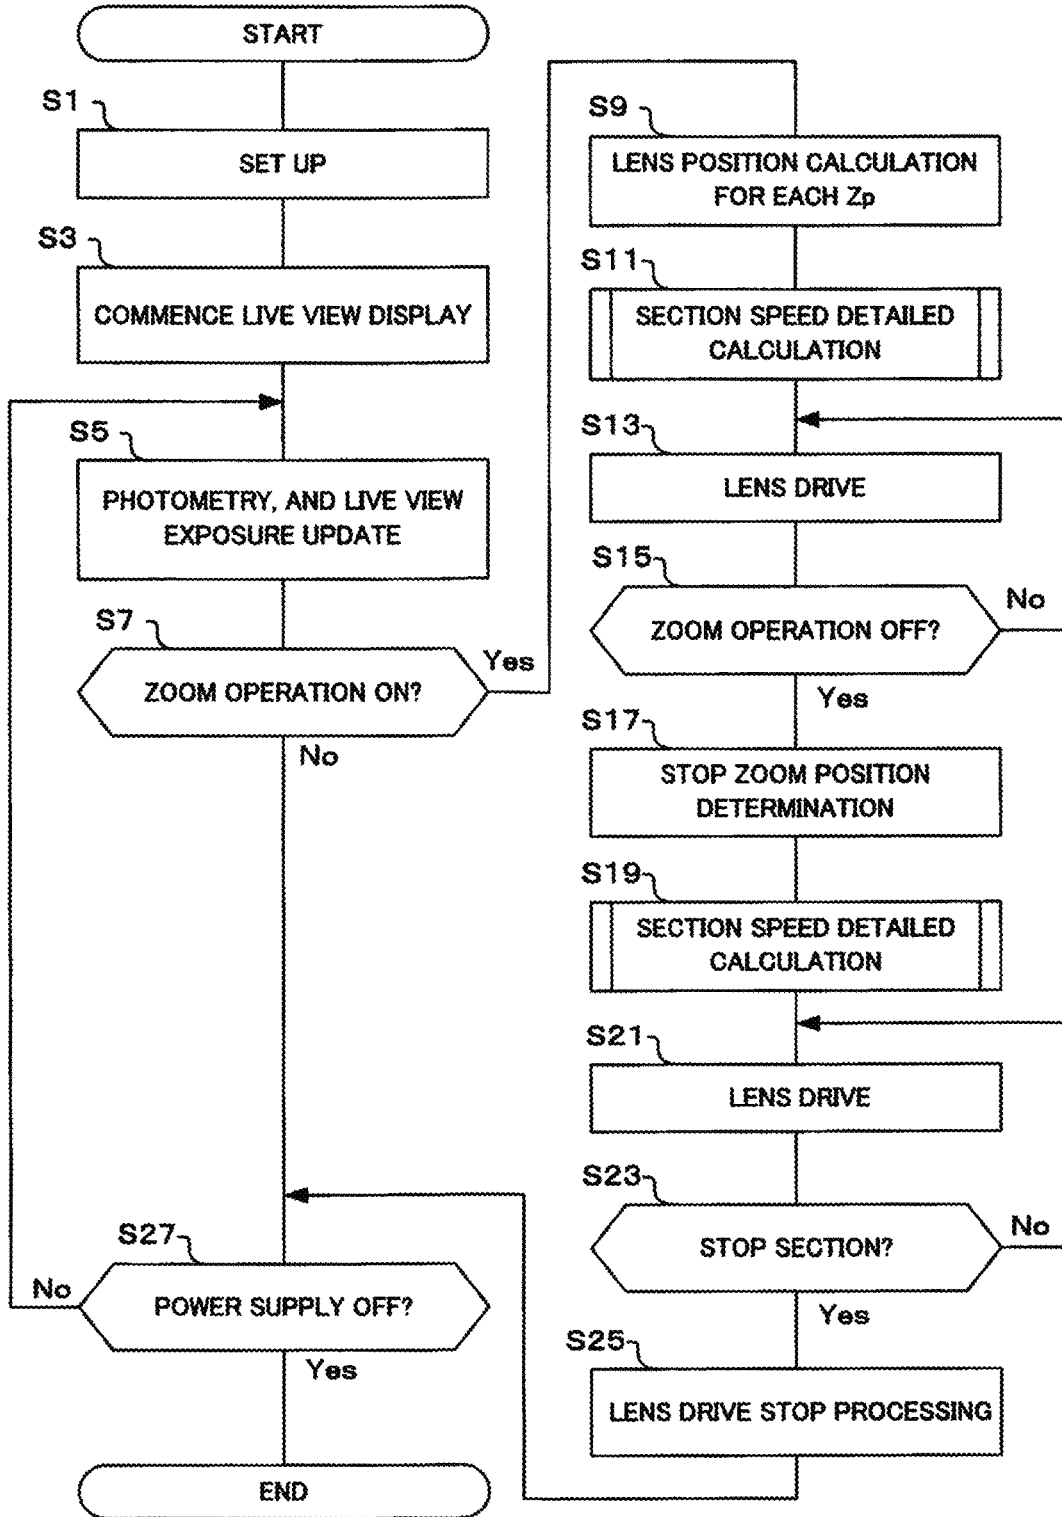 START
S1
SET UP
S3
COMMENCE LIVE VIEW DISPLAY
S5
PHOTOMETRY, AND LIVE VIEW
EXPOSURE UPDATE
S7
ZOOM OPERATION ON?
Yes
No
S9
LENS POSITION CALCULATION
FOR EACH Zp
S11
SECTION SPEED DETAILED
CALCULATION
S13
LENS DRIVE
S15
ZOOM OPERATION OFF?
No
Yes
S17
STOP ZOOM POSITION
DETERMINATION
S19
SECTION SPEED DETAILED
CALCULATION
S21
LENS DRIVE
S23
STOP SECTION?
No
Yes
S25
LENS DRIVE STOP PROCESSING
S27
POWER SUPPLY OFF?
No
Yes
END